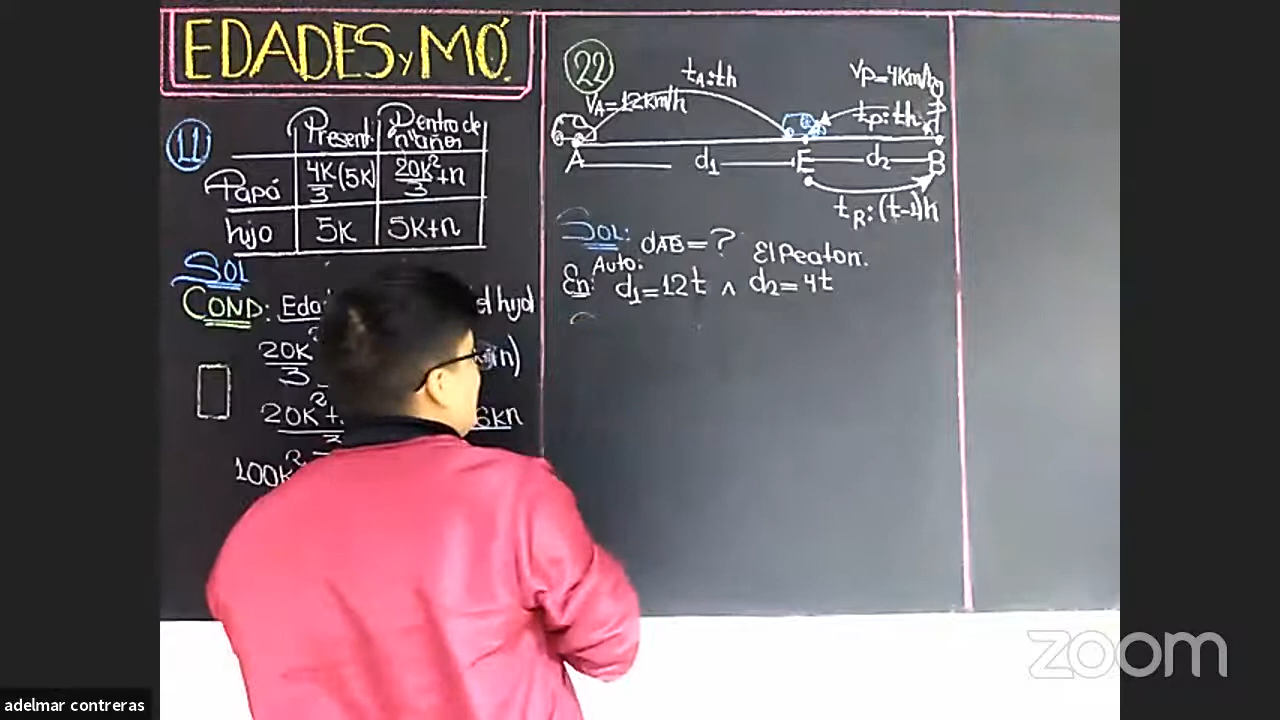 EDADES y MÓ.
11
Present. Dentro de
"n" años
Papá 4K/3 (5K) 20K²/3 + n
hijo 5K 5K+n
SOL
COND: Eda hijo
20K² n)
3
20K²+ 6Kn
3
100K²
22
tA: th
VA = 12Km/h
VP = 4Km/h
tP: th
A d1 E d2 B
tR: (t-1)h
SOL: dAB = ? El Peaton.
Auto:
En: d1 = 12t ∧ d2 = 4t
zoom
adelmar contreras